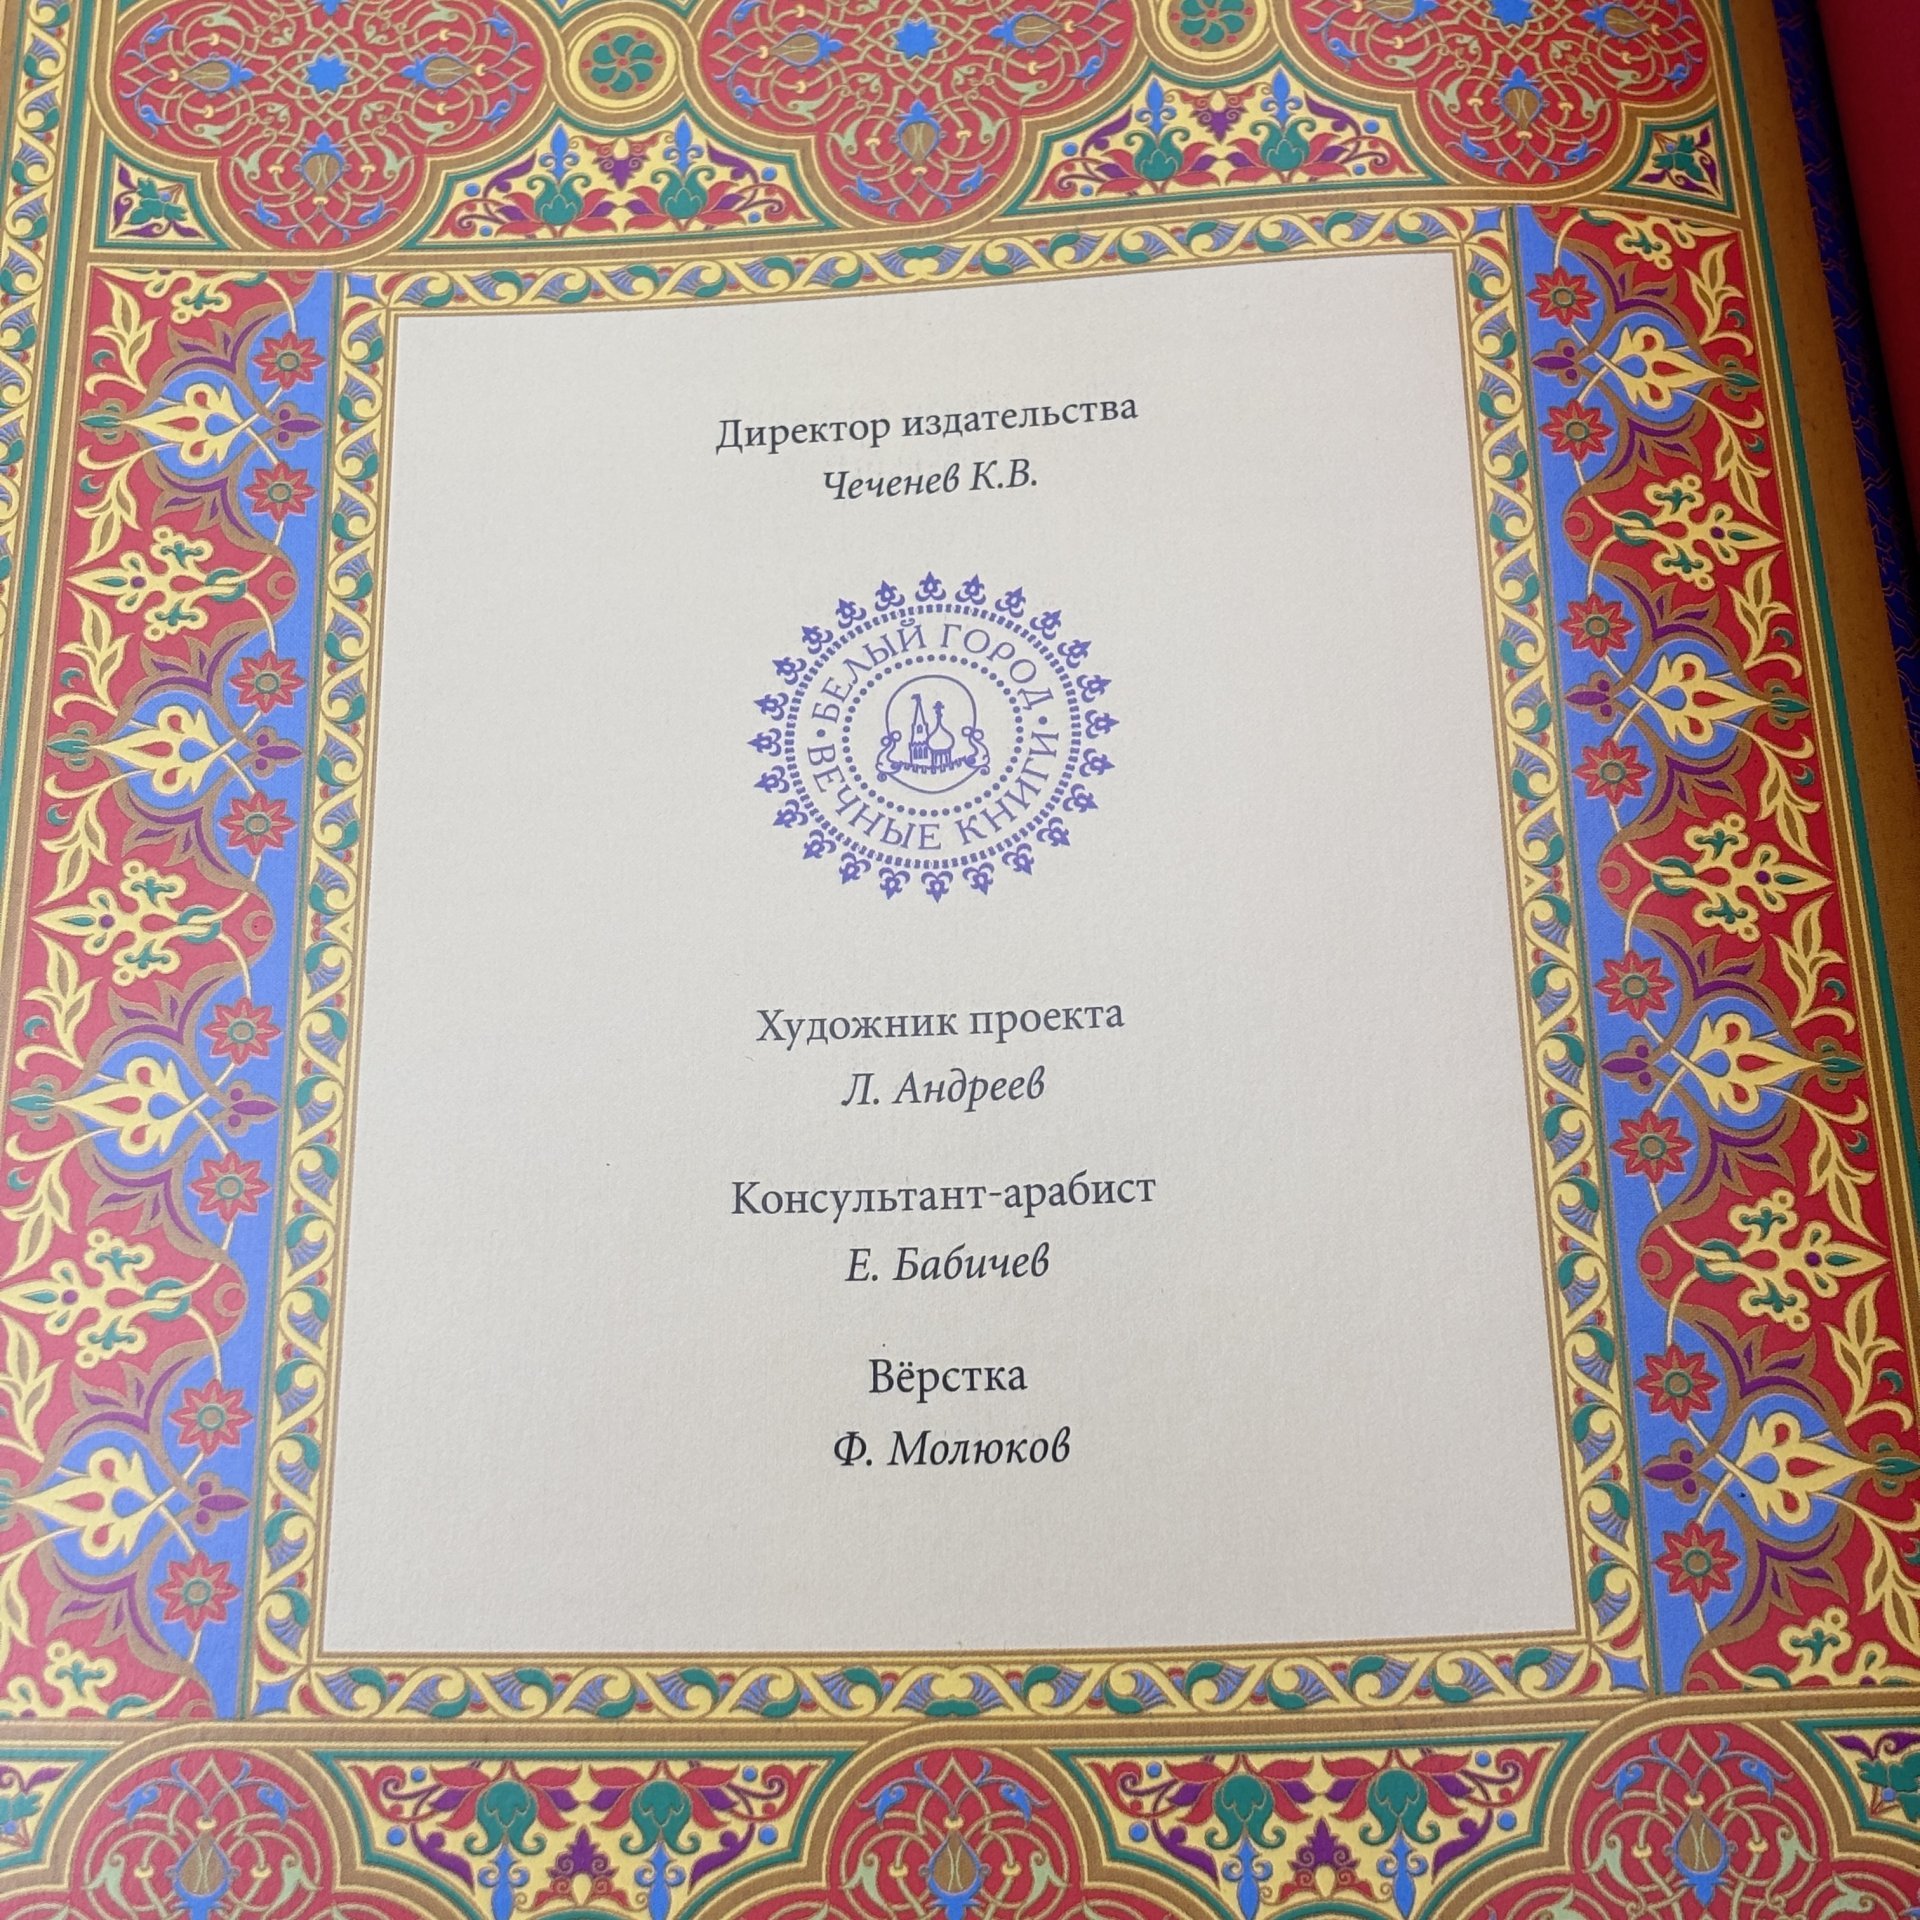 Директор издательства
Чеченев К.В.
· БЕЛЫЙ ГОРОД ·
ВЕЧНЫЕ КНИГИ
Художник проекта
Л. Андреев
Консультант-арабист
Е. Бабичев
Вёрстка
Ф. Молюков